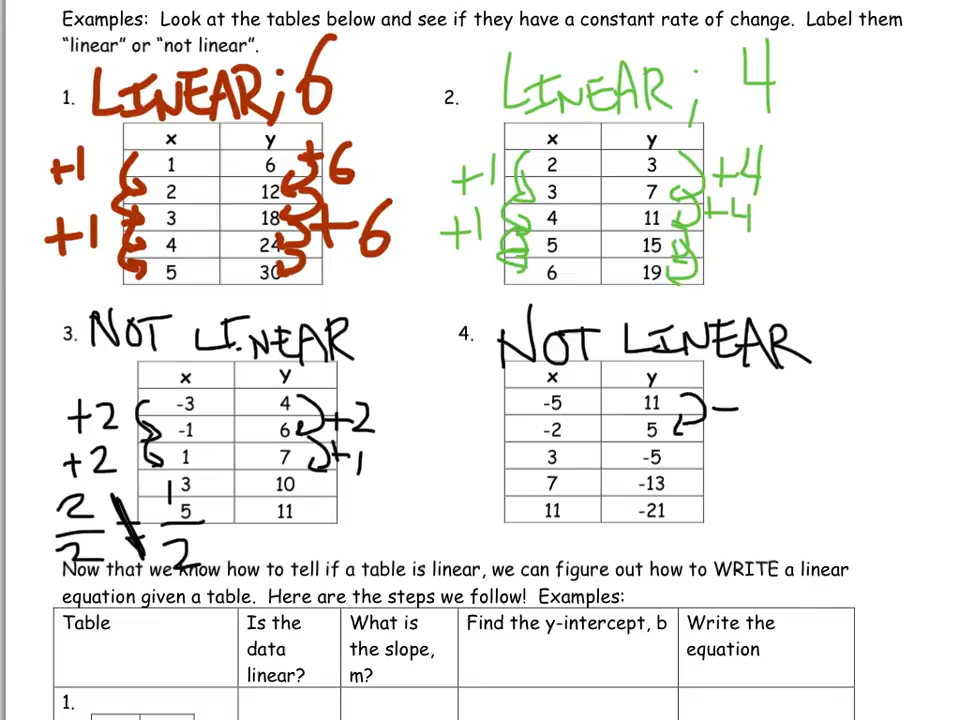 Examples: Look at the tables below and see if they have a constant rate of change. Label them
"linear" or "not linear".
1. LINEAR; 6
2. LINEAR; 4
x y
1 6
2 12
3 18
4 24
5 30
+1
+1
+6
+6
x y
2 3
3 7
4 11
5 15
6 19
+1
+1
+4
+4
3. NOT LINEAR
4. NOT LINEAR
x y
-3 4
-1 6
1 7
3 10
5 11
+2
+2
+2
+1
2/2 ≠ 1/2
x y
-5 11
-2 5
3 -5
7 -13
11 -21
-
Now that we know how to tell if a table is linear, we can figure out how to WRITE a linear
equation given a table. Here are the steps we follow! Examples:
Table
Is the
data
linear?
What is
the slope,
m?
Find the y-intercept, b
Write the
equation
1.